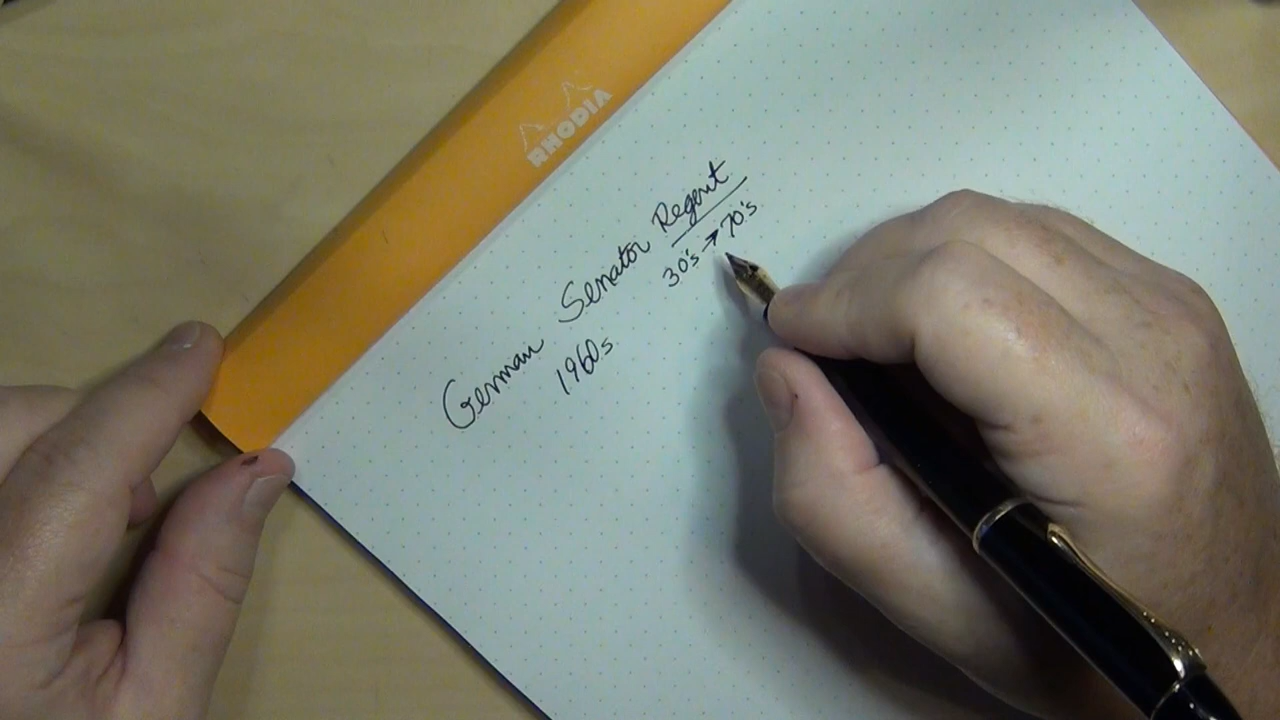 RHODIA
German Senator Regent
1960s
30's → 70's